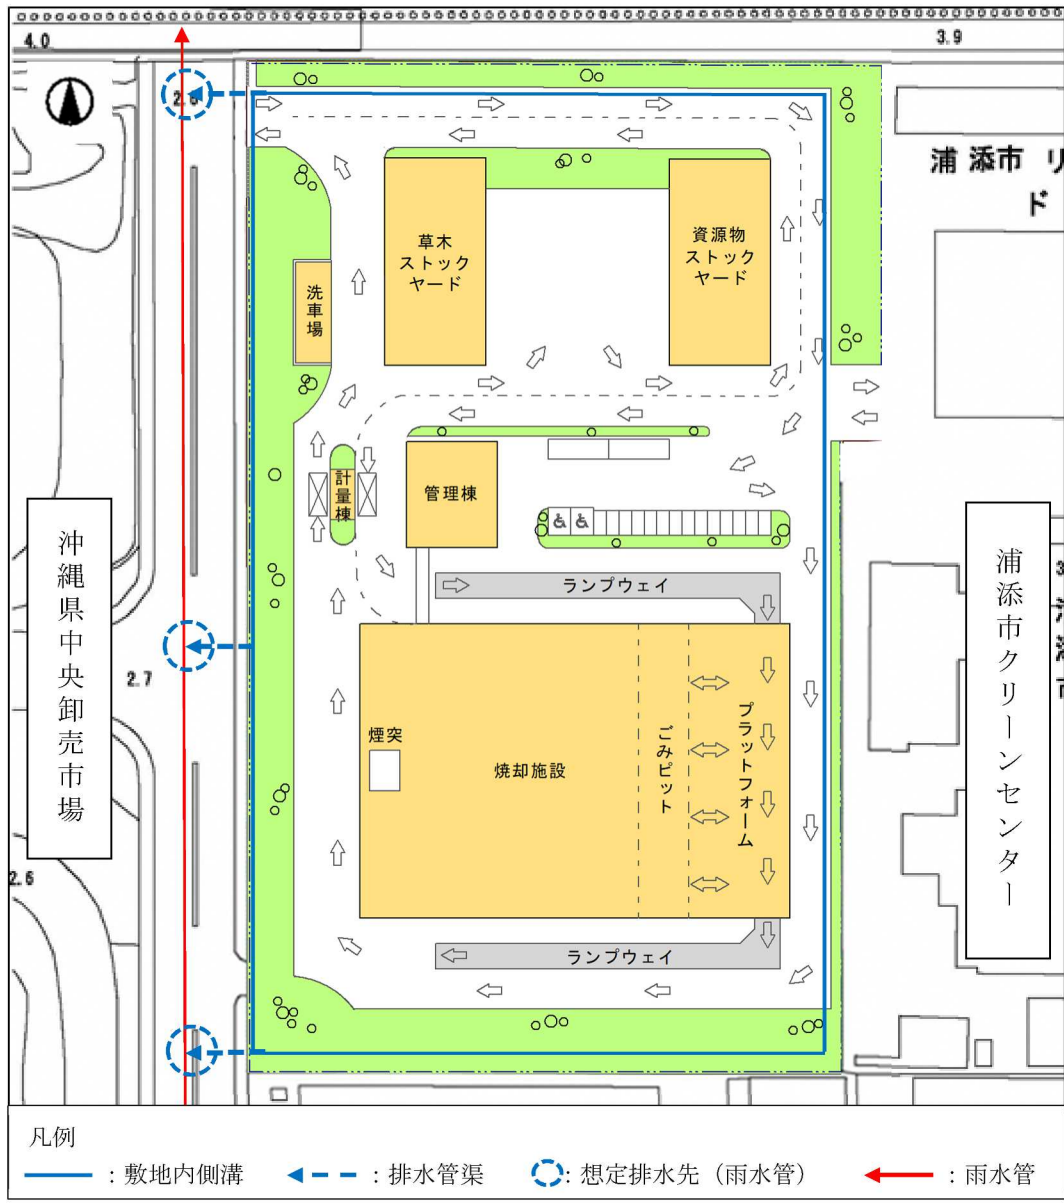 4.0
3.9
2.6
浦添市 リ
ド
草木
ストック
ヤード
資源物
ストック
ヤード
洗車場
計量棟
管理棟
ランプウェイ
沖縄県中央卸売市場
浦添市クリーンセンター
2.7
煙突
焼却施設
ごみピット
プラットフォーム
2.6
ランプウェイ
凡例
：敷地内側溝
：排水管渠
：想定排水先（雨水管）
：雨水管